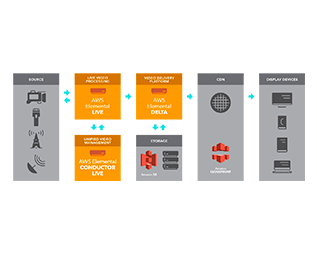 SOURCE
LIVE VIDEO
PROCESSING
AWS
Elemental
LIVE
VIDEO DELIVERY
PLATFORM
AWS
Elemental
DELTA
CDN
DISPLAY DEVICES
UNIFIED VIDEO
MANAGEMENT
AWS Elemental
CONDUCTOR
LIVE
STORAGE
Amazon S3
Amazon
CLOUDFRONT